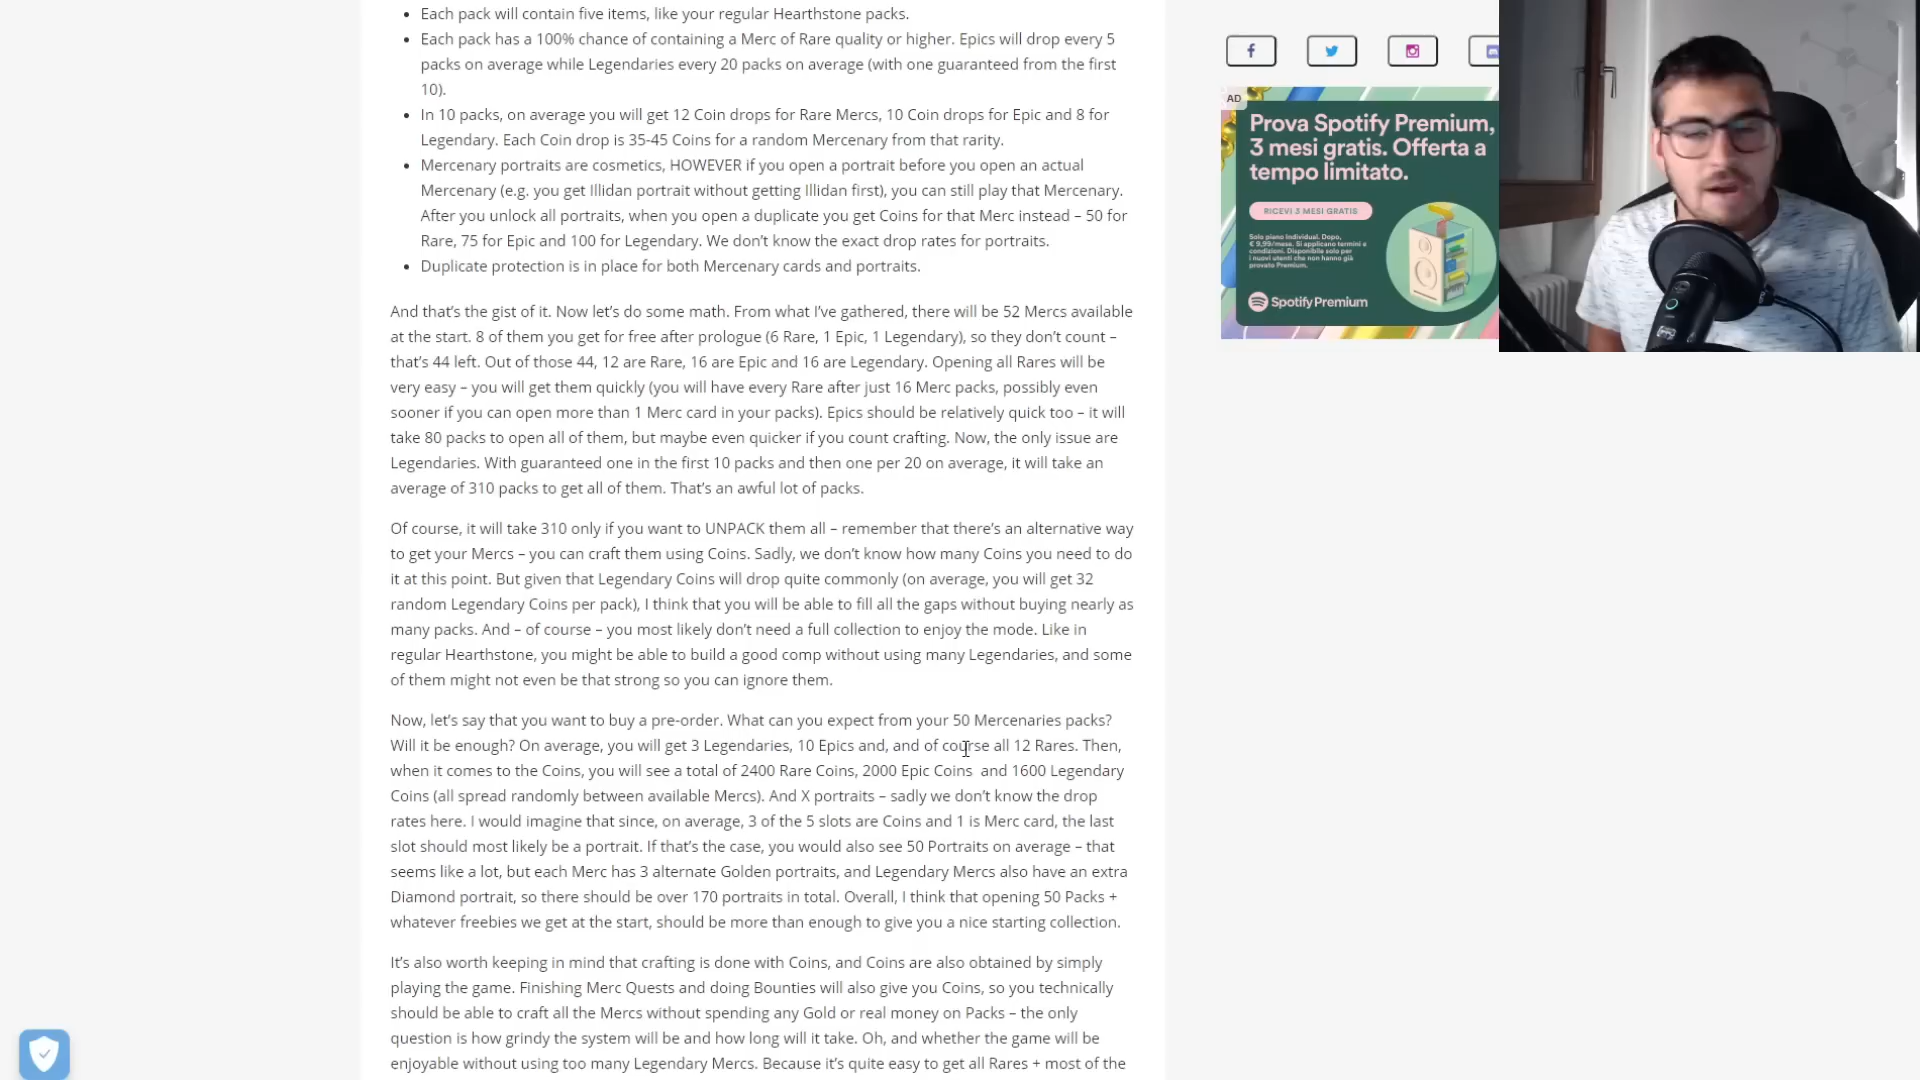 Each pack will contain five items, like your regular Hearthstone packs.
Each pack has a 100% chance of containing a Merc of Rare quality or higher. Epics will drop every 5
packs on average while Legendaries every 20 packs on average (with one guaranteed from the first
10).
In 10 packs, on average you will get 12 Coin drops for Rare Mercs, 10 Coin drops for Epic and 8 for
Legendary. Each Coin drop is 35-45 Coins for a random Mercenary from that rarity.
Mercenary portraits are cosmetics, HOWEVER if you open a portrait before you open an actual
Mercenary (e.g. you get Illidan portrait without getting Illidan first), you can still play that Mercenary.
After you unlock all portraits, when you open a duplicate you get Coins for that Merc instead – 50 for
Rare, 75 for Epic and 100 for Legendary. We don’t know the exact drop rates for portraits.
Duplicate protection is in place for both Mercenary cards and portraits.
And that’s the gist of it. Now let’s do some math. From what I’ve gathered, there will be 52 Mercs available
at the start. 8 of them you get for free after prologue (6 Rare, 1 Epic, 1 Legendary), so they don’t count –
that’s 44 left. Out of those 44, 12 are Rare, 16 are Epic and 16 are Legendary. Opening all Rares will be
very easy – you will get them quickly (you will have every Rare after just 16 Merc packs, possibly even
sooner if you can open more than 1 Merc card in your packs). Epics should be relatively quick too – it will
take 80 packs to open all of them, but maybe even quicker if you count crafting. Now, the only issue are
Legendaries. With guaranteed one in the first 10 packs and then one per 20 on average, it will take an
average of 310 packs to get all of them. That’s an awful lot of packs.
Of course, it will take 310 only if you want to UNPACK them all – remember that there’s an alternative way
to get your Mercs – you can craft them using Coins. Sadly, we don’t know how many Coins you need to do
it at this point. But given that Legendary Coins will drop quite commonly (on average, you will get 32
random Legendary Coins per pack), I think that you will be able to fill all the gaps without buying nearly as
many packs. And – of course – you most likely don’t need a full collection to enjoy the mode. Like in
regular Hearthstone, you might be able to build a good comp without using many Legendaries, and some
of them might not even be that strong so you can ignore them.
Now, let’s say that you want to buy a pre-order. What can you expect from your 50 Mercenaries packs?
Will it be enough? On average, you will get 3 Legendaries, 10 Epics and, and of course all 12 Rares. Then,
when it comes to the Coins, you will see a total of 2400 Rare Coins, 2000 Epic Coins and 1600 Legendary
Coins (all spread randomly between available Mercs). And X portraits – sadly we don’t know the drop
rates here. I would imagine that since, on average, 3 of the 5 slots are Coins and 1 is Merc card, the last
slot should most likely be a portrait. If that’s the case, you would also see 50 Portraits on average – that
seems like a lot, but each Merc has 3 alternate Golden portraits, and Legendary Mercs also have an extra
Diamond portrait, so there should be over 170 portraits in total. Overall, I think that opening 50 Packs +
whatever freebies we get at the start, should be more than enough to give you a nice starting collection.
It’s also worth keeping in mind that crafting is done with Coins, and Coins are also obtained by simply
playing the game. Finishing Merc Quests and doing Bounties will also give you Coins, so you technically
should be able to craft all the Mercs without spending any Gold or real money on Packs – the only
question is how grindy the system will be and how long will it take. Oh, and whether the game will be
enjoyable without using too many Legendary Mercs. Because it’s quite easy to get all Rares + most of the
AD
Prova Spotify Premium,
3 mesi gratis. Offerta a
tempo limitato.
RICEVI 3 MESI GRATIS
Solo piano Individual. Dopo,
€ 9,99/mese. Si applicano termini e
condizioni. Disponibile solo per
i nuovi utenti che non hanno già
provato Premium.
Spotify Premium